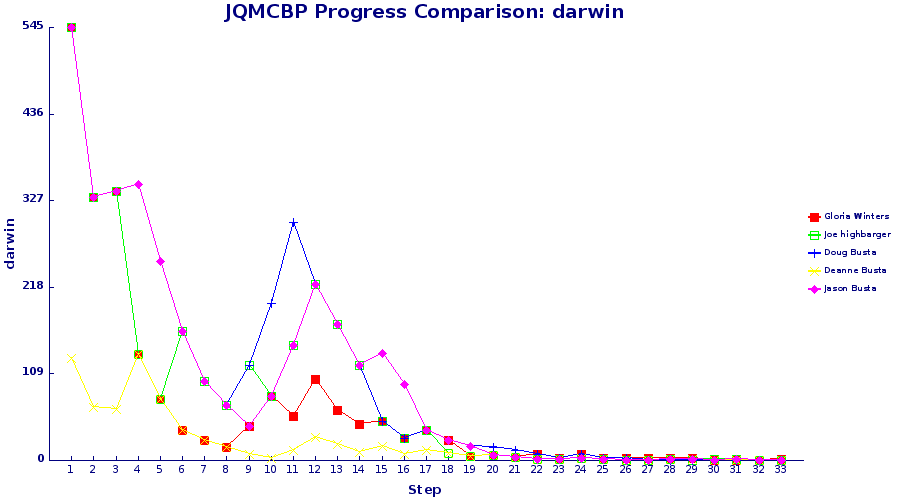 JQMCBP Progress Comparison: darwin
545
436
327
218
109
0
darwin
1 2 3 4 5 6 7 8 9 10 11 12 13 14 15 16 17 18 19 20 21 22 23 24 25 26 27 28 29 30 31 32 33
Step
Gloria Winters
Joe highbarger
Doug Busta
Deanne Busta
Jason Busta